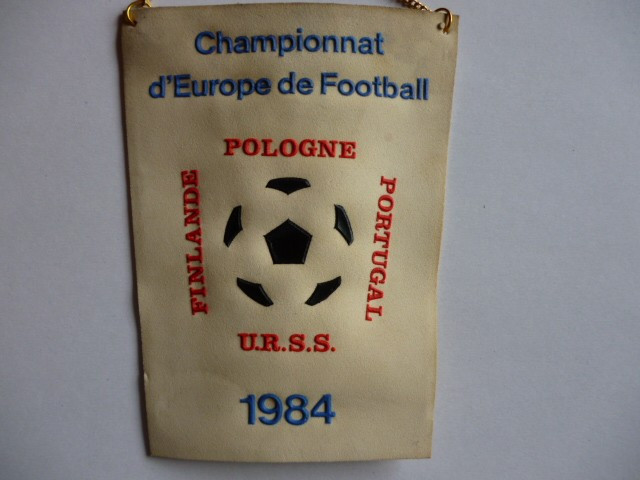 Championnat
d'Europe de Football
POLOGNE
FINLANDE
PORTUGAL
U.R.S.S.
1984